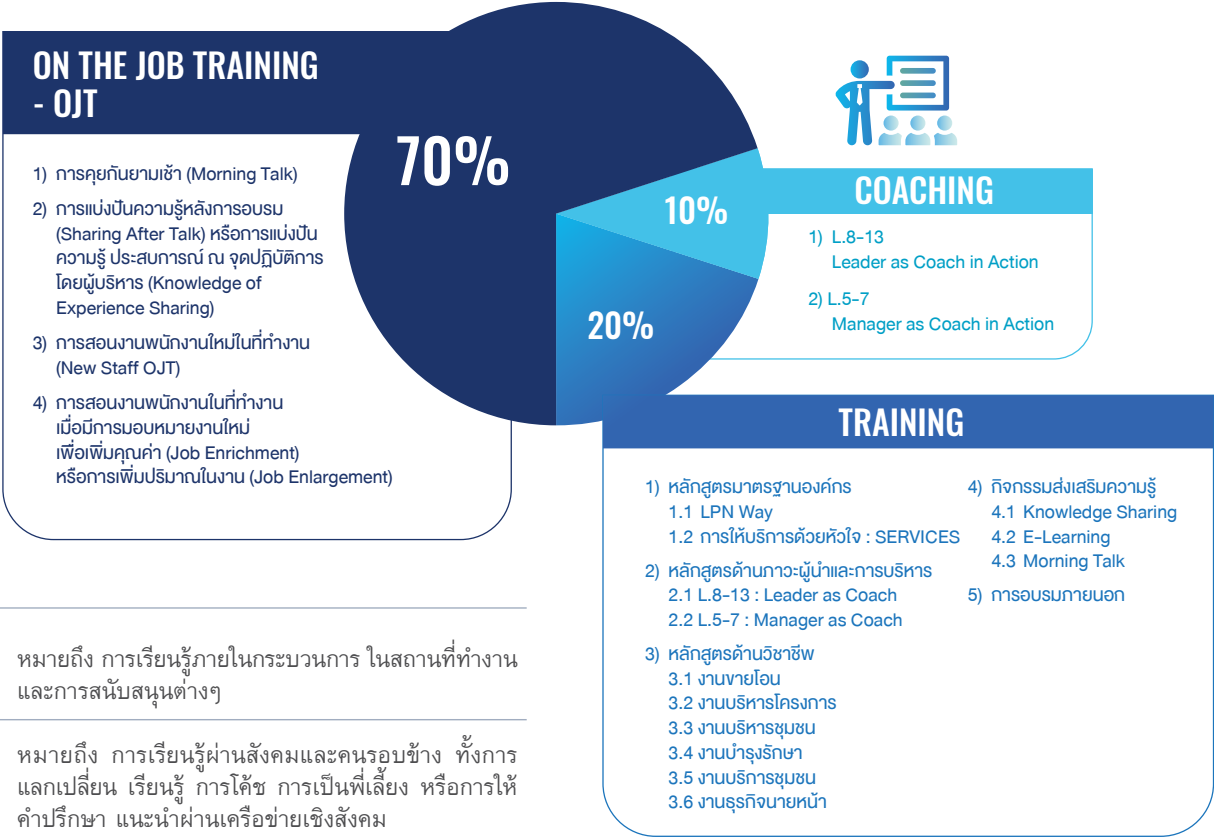 ON THE JOB TRAINING
- OJT
70%
1) การคุยกันยามเช้า (Morning Talk)
2) การแบ่งปันความรู้หลังการอบรม
(Sharing After Talk) หรือการแบ่งปัน
ความรู้ ประสบการณ์ ณ จุดปฏิบัติการ
โดยผู้บริหาร (Knowledge of
Experience Sharing)
3) การสอนงานพนักงานใหม่ในที่ทำงาน
(New Staff OJT)
4) การสอนงานพนักงานในที่ทำงาน
เมื่อมีการมอบหมายงานใหม่
เพื่อเพิ่มคุณค่า (Job Enrichment)
หรือการเพิ่มปริมาณในงาน (Job Enlargement)
10%
COACHING
1) L.8-13
Leader as Coach in Action
2) L.5-7
Manager as Coach in Action
20%
TRAINING
1) หลักสูตรมาตรฐานองค์กร
1.1 LPN Way
1.2 การให้บริการด้วยหัวใจ : SERVICES
2) หลักสูตรด้านภาวะผู้นำและการบริหาร
2.1 L.8-13 : Leader as Coach
2.2 L.5-7 : Manager as Coach
3) หลักสูตรด้านวิชาชีพ
3.1 งานขายโอน
3.2 งานบริหารโครงการ
3.3 งานบริหารชุมชน
3.4 งานบำรุงรักษา
3.5 งานบริการชุมชน
3.6 งานธุรกิจนายหน้า
4) กิจกรรมส่งเสริมความรู้
4.1 Knowledge Sharing
4.2 E-Learning
4.3 Morning Talk
5) การอบรมภายนอก
หมายถึง การเรียนรู้ภายในกระบวนการ ในสถานที่ทำงาน
และการสนับสนุนต่างๆ
หมายถึง การเรียนรู้ผ่านสังคมและคนรอบข้าง ทั้งการ
แลกเปลี่ยน เรียนรู้ การโค้ช การเป็นพี่เลี้ยง หรือการให้
คำปรึกษา แนะนำผ่านเครือข่ายเชิงสังคม